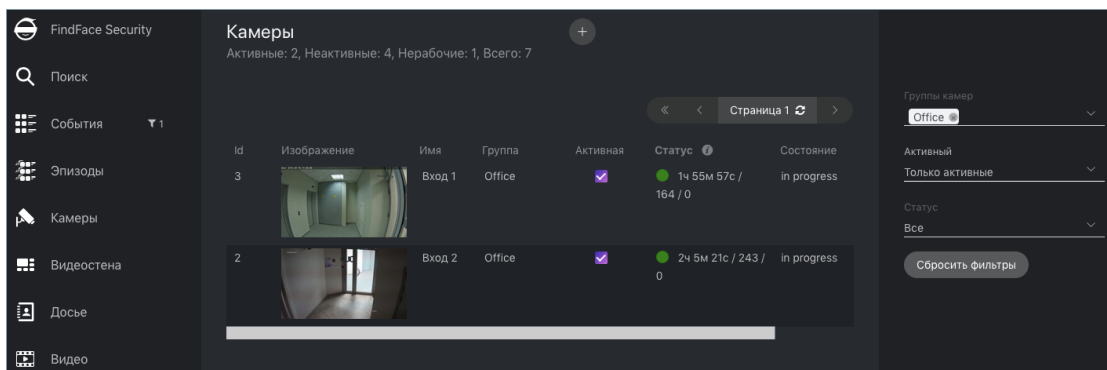 FindFace Security
Поиск
События 1
Эпизоды
Камеры
Видеостена
Досье
Видео
Камеры
Активные: 2, Неактивные: 4, Нерабочие: 1, Всего: 7
Страница 1
Id Изображение Имя Группа Активная Статус Состояние
3 Вход 1 Office 1ч 55м 57с / in progress
164 / 0
2 Вход 2 Office 2ч 5м 21с / 243 / in progress
0
Группы камер
Office
Активный
Только активные
Статус
Все
Сбросить фильтры